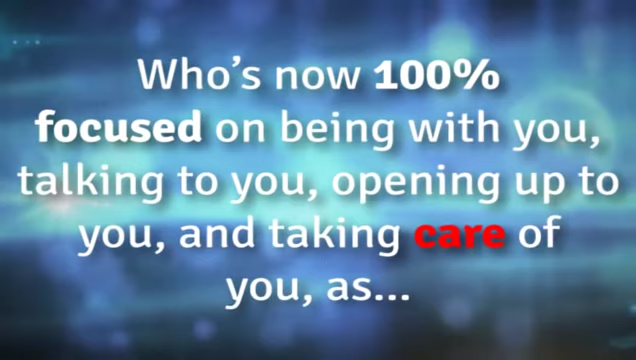 Who's now 100%
focused on being with you,
talking to you, opening up to
you, and taking care of
you, as...